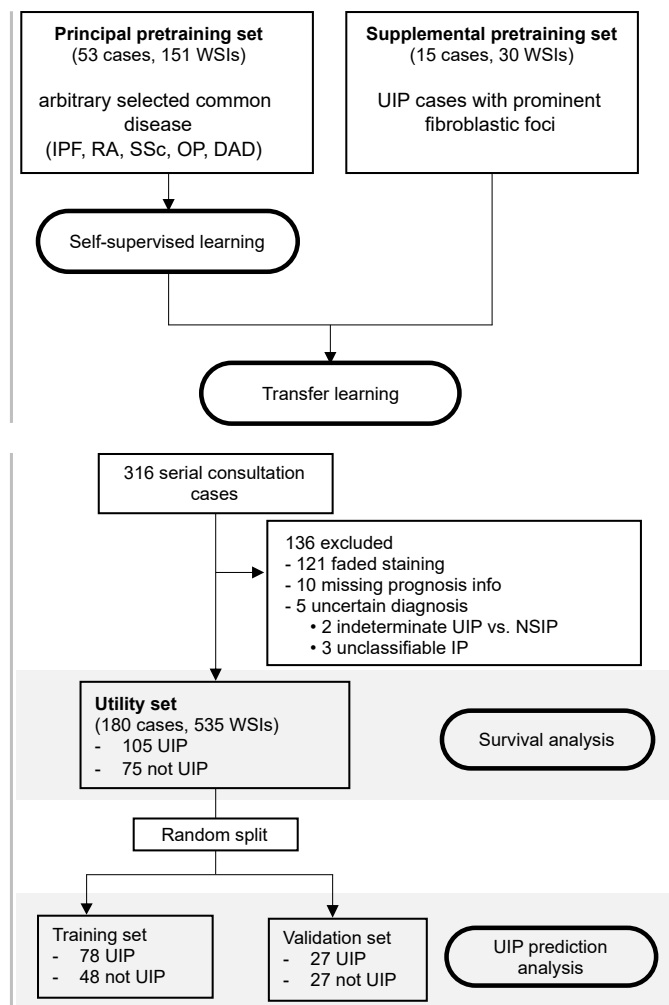 Principal pretraining set
(53 cases, 151 WSIs)
arbitrary selected common
disease
(IPF, RA, SSc, OP, DAD)
Supplemental pretraining set
(15 cases, 30 WSIs)
UIP cases with prominent
fibroblastic foci
Self-supervised learning
Transfer learning
316 serial consultation
cases
136 excluded
- 121 faded staining
- 10 missing prognosis info
- 5 uncertain diagnosis
• 2 indeterminate UIP vs. NSIP
• 3 unclassifiable IP
Utility set
(180 cases, 535 WSIs)
- 105 UIP
- 75 not UIP
Survival analysis
Random split
Training set
- 78 UIP
- 48 not UIP
Validation set
- 27 UIP
- 27 not UIP
UIP prediction
analysis